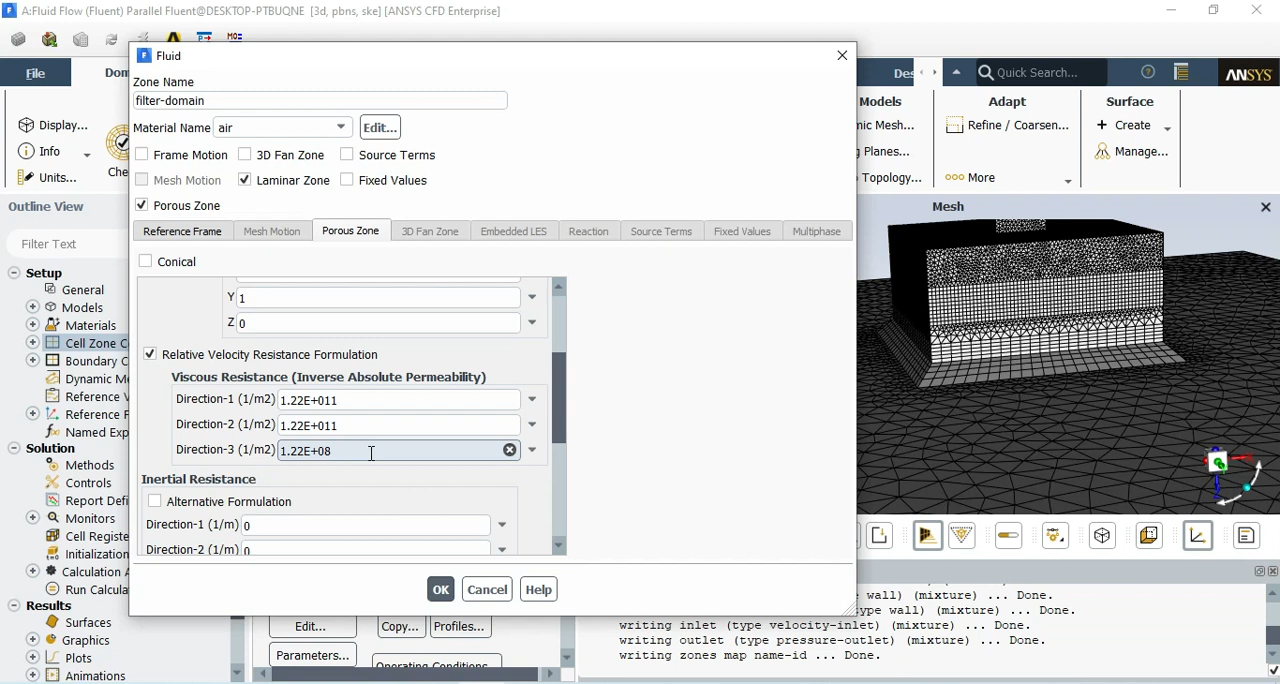 A:Fluid Flow (Fluent) Parallel Fluent@DESKTOP-PTBUQNE [3d, pbns, ske] [ANSYS CFD Enterprise]
File
Dom
Des
Quick Search...
ANSYS
Fluid
Zone Name
filter-domain
Material Name air
Edit...
Frame Motion
3D Fan Zone
Source Terms
Mesh Motion
Laminar Zone
Fixed Values
Porous Zone
Reference Frame
Mesh Motion
Porous Zone
3D Fan Zone
Embedded LES
Reaction
Source Terms
Fixed Values
Multiphase
Conical
Y 1
Z 0
Relative Velocity Resistance Formulation
Viscous Resistance (Inverse Absolute Permeability)
Direction-1 (1/m2) 1.22E+011
Direction-2 (1/m2) 1.22E+011
Direction-3 (1/m2) 1.22E+08
Inertial Resistance
Alternative Formulation
Direction-1 (1/m) 0
Direction-2 (1/m) 0
OK
Cancel
Help
Display...
Info
Che
Units...
Models
Adapt
Surface
mic Mesh...
Refine / Coarsen...
Create
g Planes...
Manage...
Topology...
More
Outline View
Filter Text
Setup
General
Models
Materials
Cell Zone C
Boundary C
Dynamic M
Reference
Reference F
Named Exp
Solution
Methods
Controls
Report Defi
Monitors
Cell Registe
Initialization
Calculation A
Run Calcula
Results
Surfaces
Graphics
Plots
Animations
Mesh
Edit...
Copy...
Profiles...
Parameters...
Operating Conditions...
wall) (mixture) ... Done.
ype wall) (mixture) ... Done.
writing inlet (type velocity-inlet) (mixture) ... Done.
writing outlet (type pressure-outlet) (mixture) ... Done.
writing zones map name-id ... Done.